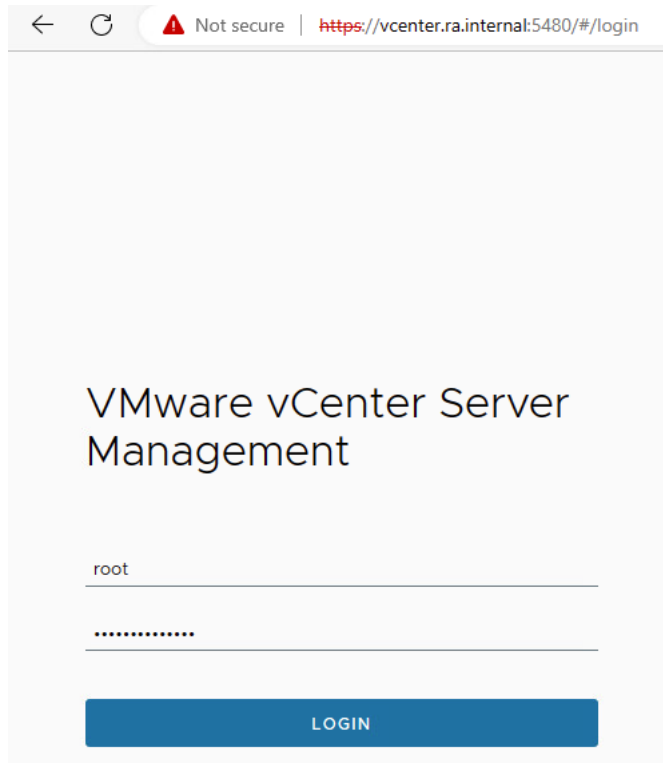 Not secure https://vcenter.ra.internal:5480/#/login
VMware vCenter Server
Management
root
••••••••••••••
LOGIN